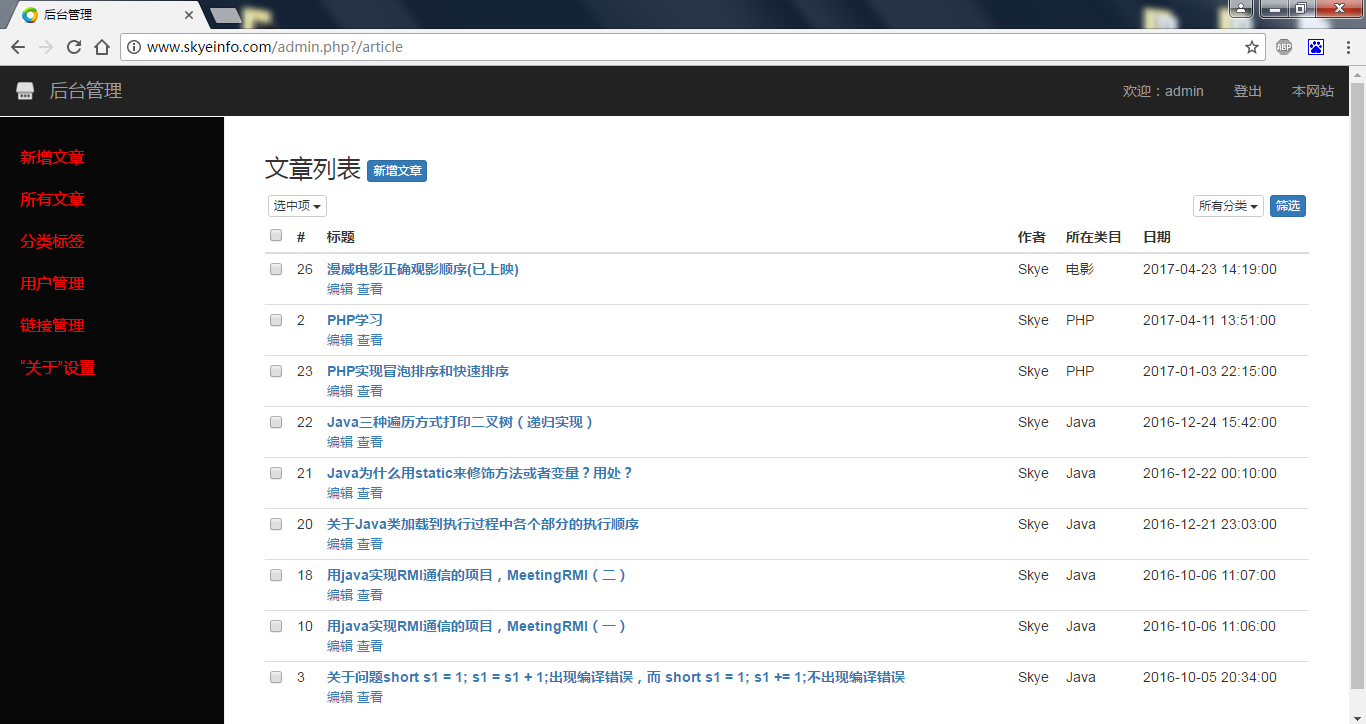 后台管理
www.skyeinfo.com/admin.php?/article
ABP
后台管理 欢迎：admin 登出 本网站
新增文章
所有文章
分类标签
用户管理
链接管理
“关于”设置
文章列表 新增文章
选中项 所有分类 筛选
# 标题 作者 所在类目 日期
26 漫威电影正确观影顺序(已上映) Skye 电影 2017-04-23 14:19:00
编辑 查看
2 PHP学习 Skye PHP 2017-04-11 13:51:00
编辑 查看
23 PHP实现冒泡排序和快速排序 Skye PHP 2017-01-03 22:15:00
编辑 查看
22 Java三种遍历方式打印二叉树（递归实现） Skye Java 2016-12-24 15:42:00
编辑 查看
21 Java为什么用static来修饰方法或者变量？用处？ Skye Java 2016-12-22 00:10:00
编辑 查看
20 关于Java类加载到执行过程中各个部分的执行顺序 Skye Java 2016-12-21 23:03:00
编辑 查看
18 用java实现RMI通信的项目，MeetingRMI（二） Skye Java 2016-10-06 11:07:00
编辑 查看
10 用java实现RMI通信的项目，MeetingRMI（一） Skye Java 2016-10-06 11:06:00
编辑 查看
3 关于问题short s1 = 1; s1 = s1 + 1;出现编译错误，而 short s1 = 1; s1 += 1;不出现编译错误 Skye Java 2016-10-05 20:34:00
编辑 查看